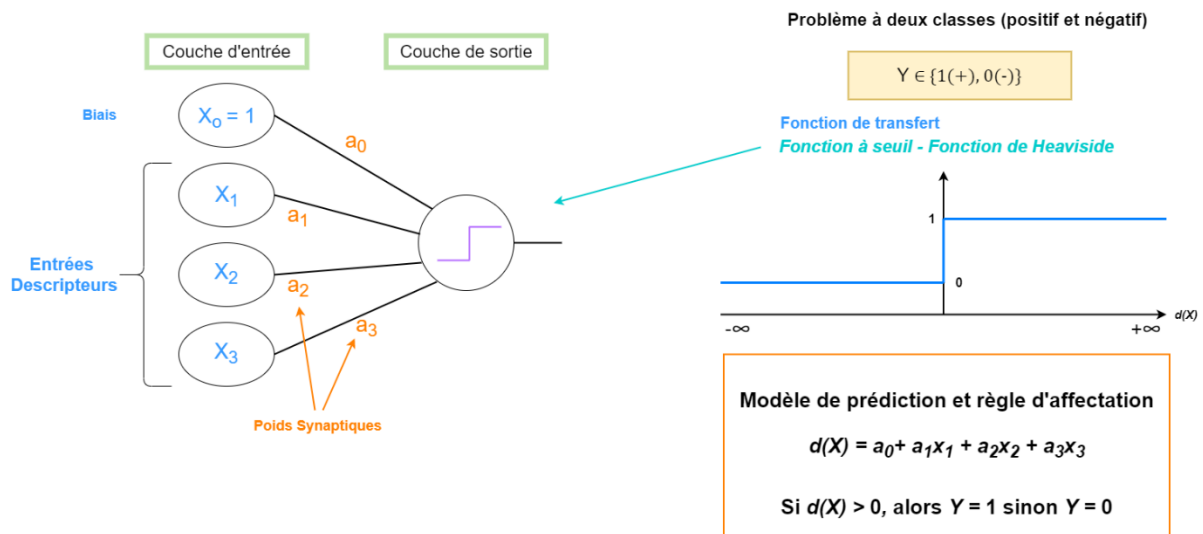 Problème à deux classes (positif et négatif)
Couche d'entrée
Couche de sortie
Y ∈ {1(+), 0(-)}
Biais
X₀ = 1
a₀
Fonction de transfert
Fonction à seuil - Fonction de Heaviside
X₁
a₁
1
Entrées
Descripteurs
X₂
a₂
0
d(X)
-∞
+∞
a₃
X₃
Poids Synaptiques
Modèle de prédiction et règle d'affectation
d(X) = a₀+ a₁x₁ + a₂x₂ + a₃x₃
Si d(X) > 0, alors Y = 1 sinon Y = 0